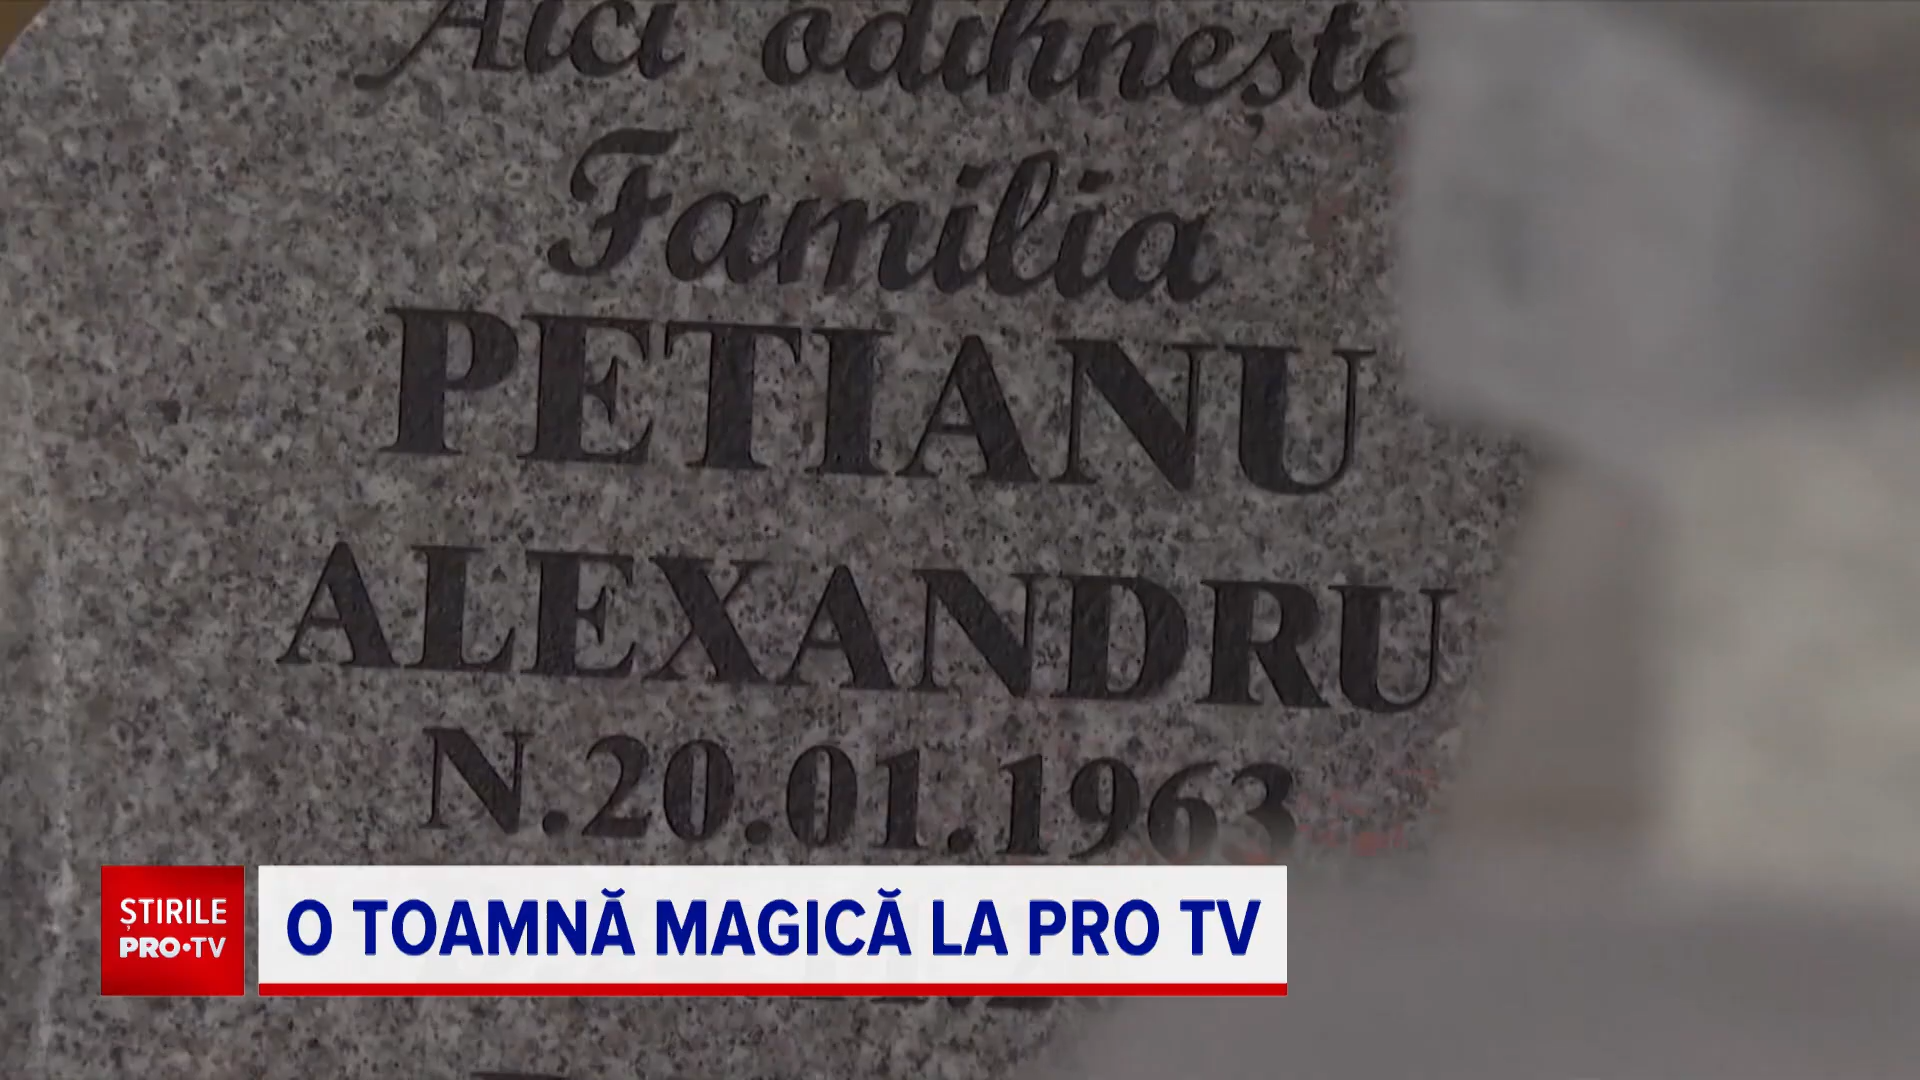 Aici odihnește
Familia
PETIANU
ALEXANDRU
N.20.01.1963
ȘTIRILE
PRO•TV
O TOAMNĂ MAGICĂ LA PRO TV